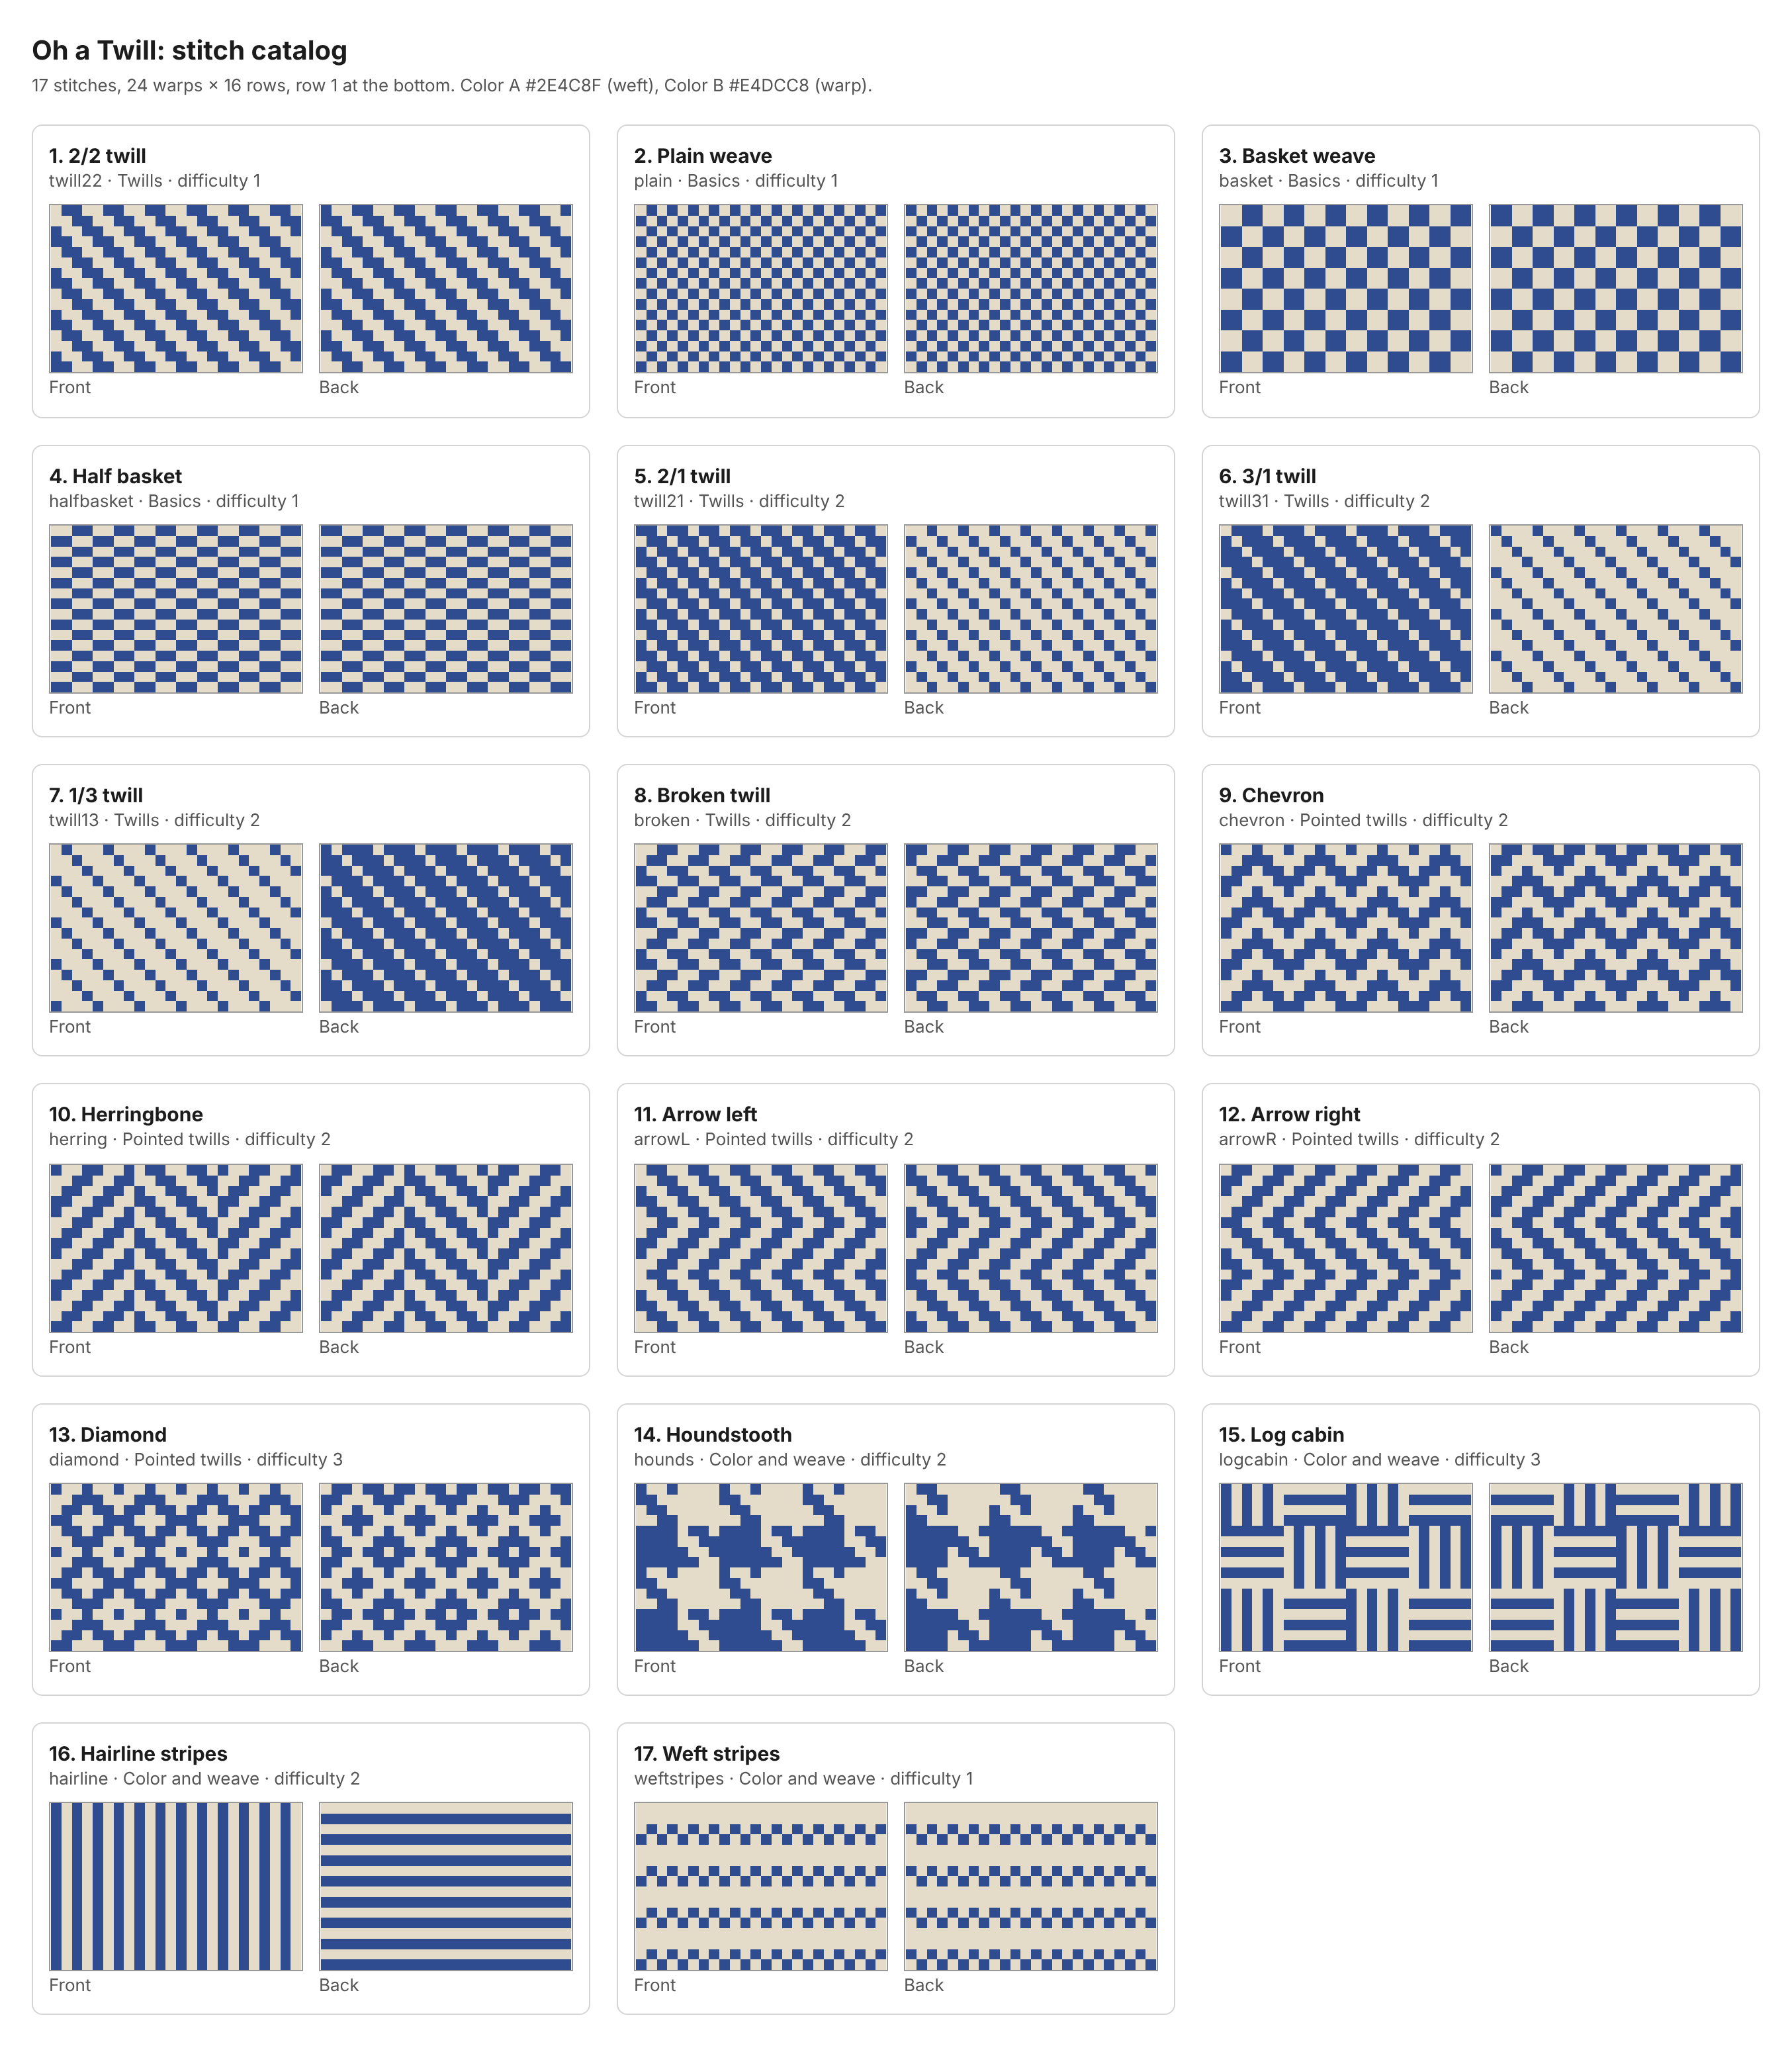 Oh a Twill: stitch catalog
17 stitches, 24 warps × 16 rows, row 1 at the bottom. Color A #2E4C8F (weft), Color B #E4DCC8 (warp).
1. 2/2 twill
twill22 · Twills · difficulty 1
Front
Back
2. Plain weave
plain · Basics · difficulty 1
Front
Back
3. Basket weave
basket · Basics · difficulty 1
Front
Back
4. Half basket
halfbasket · Basics · difficulty 1
Front
Back
5. 2/1 twill
twill21 · Twills · difficulty 2
Front
Back
6. 3/1 twill
twill31 · Twills · difficulty 2
Front
Back
7. 1/3 twill
twill13 · Twills · difficulty 2
Front
Back
8. Broken twill
broken · Twills · difficulty 2
Front
Back
9. Chevron
chevron · Pointed twills · difficulty 2
Front
Back
10. Herringbone
herring · Pointed twills · difficulty 2
Front
Back
11. Arrow left
arrowL · Pointed twills · difficulty 2
Front
Back
12. Arrow right
arrowR · Pointed twills · difficulty 2
Front
Back
13. Diamond
diamond · Pointed twills · difficulty 3
Front
Back
14. Houndstooth
hounds · Color and weave · difficulty 2
Front
Back
15. Log cabin
logcabin · Color and weave · difficulty 3
Front
Back
16. Hairline stripes
hairline · Color and weave · difficulty 2
Front
Back
17. Weft stripes
weftstripes · Color and weave · difficulty 1
Front
Back